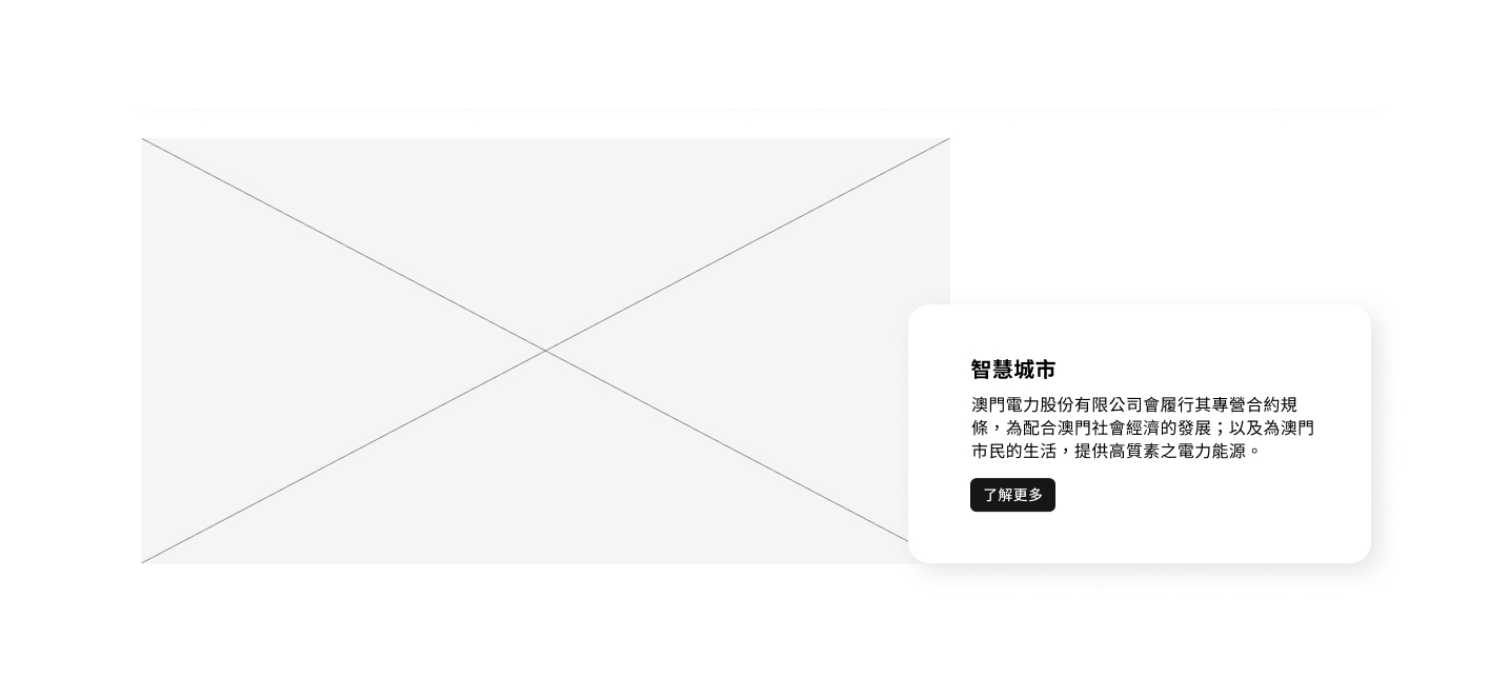 智慧城市
澳門電力股份有限公司會履行其專營合約規
條，為配合澳門社會經濟的發展；以及為澳門
市民的生活，提供高質素之電力能源。
了解更多